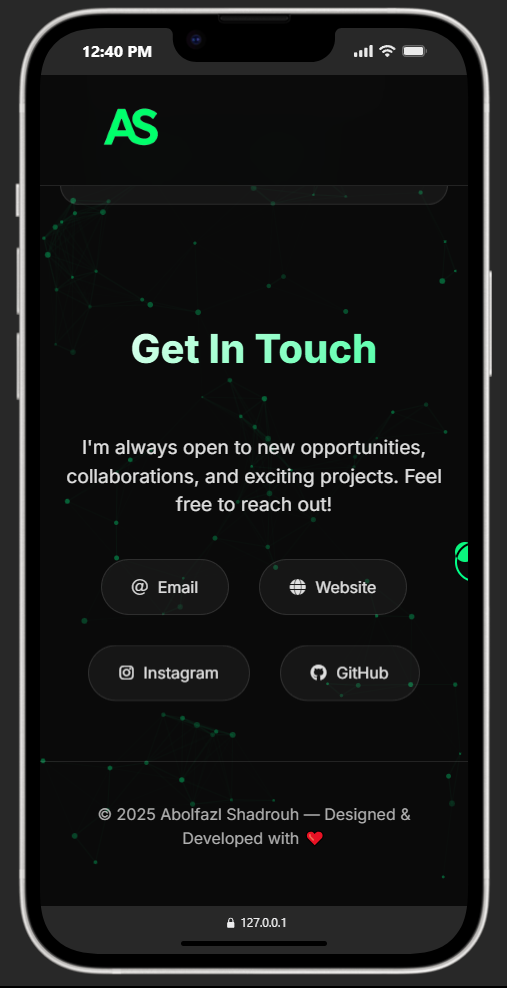 12:40 PM
AS
Get In Touch
I'm always open to new opportunities,
collaborations, and exciting projects. Feel
free to reach out!
Email
Website
Instagram
GitHub
© 2025 Abolfazl Shadrouh — Designed &
Developed with ❤️
127.0.0.1